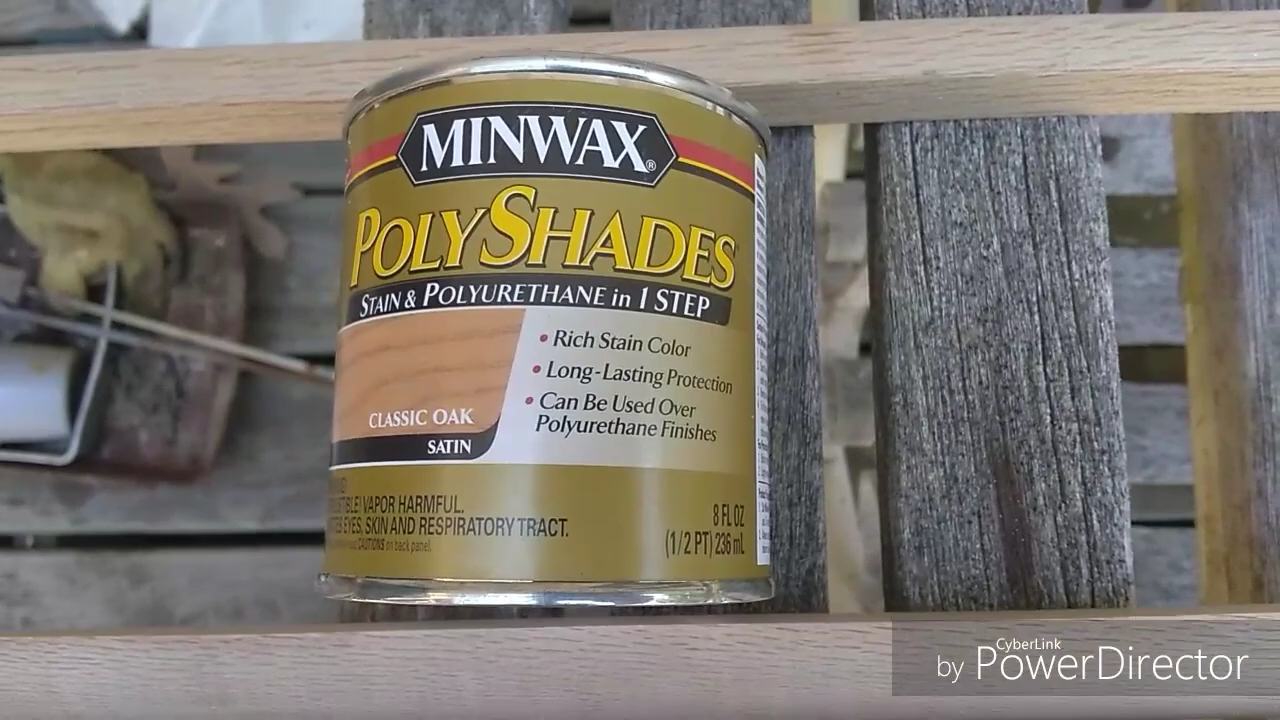 MINWAX®
POLYSHADES
STAIN & POLYURETHANE in 1 STEP
• Rich Stain Color
• Long-Lasting Protection
• Can Be Used Over
Polyurethane Finishes
CLASSIC OAK
SATIN
VAPOR HARMFUL.
EYES, SKIN AND RESPIRATORY TRACT.
CAUTIONS on back panel.
8 FL OZ
(1/2 PT) 236 mL
CyberLink
by PowerDirector